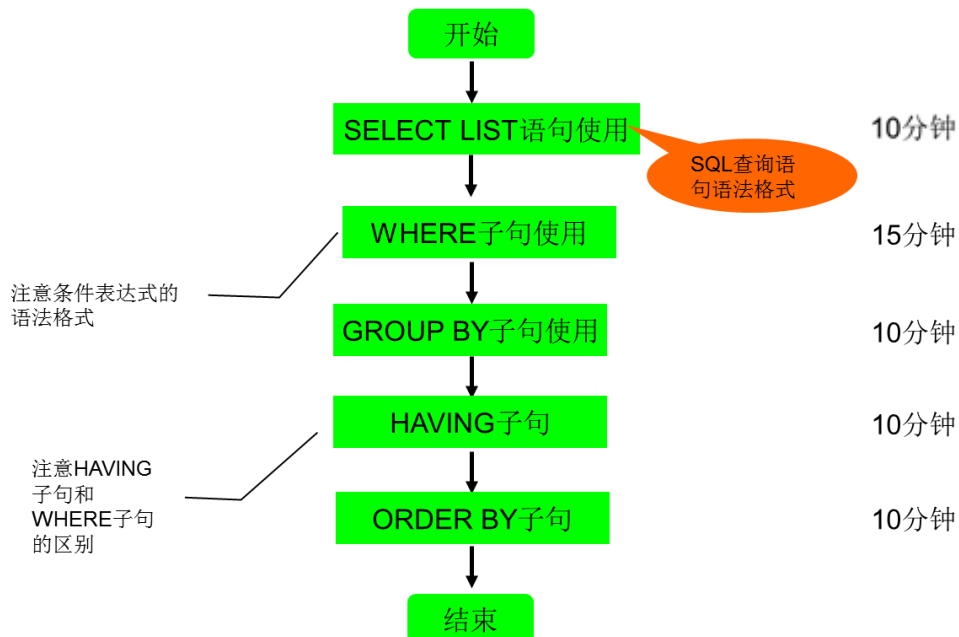 开始
SELECT LIST语句使用
10分钟
SQL查询语
句语法格式
WHERE子句使用
15分钟
注意条件表达式的
语法格式
GROUP BY子句使用
10分钟
HAVING子句
10分钟
注意HAVING
子句和
WHERE子句
的区别
ORDER BY子句
10分钟
结束